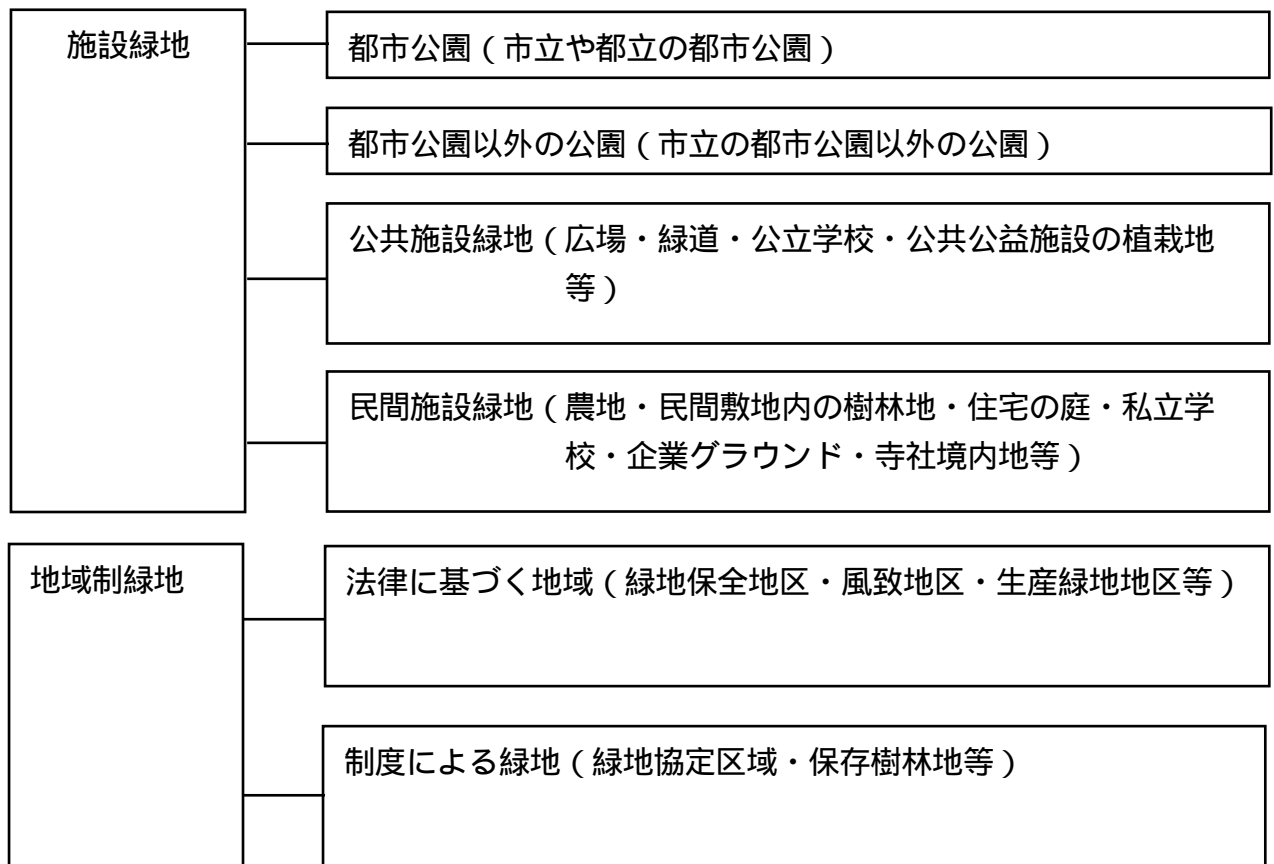 施設緑地
都市公園（市立や都立の都市公園）
都市公園以外の公園（市立の都市公園以外の公園）
公共施設緑地（広場・緑道・公立学校・公共公益施設の植栽地
等）
民間施設緑地（農地・民間敷地内の樹林地・住宅の庭・私立学
校・企業グラウンド・寺社境内地等）
地域制緑地
法律に基づく地域（緑地保全地区・風致地区・生産緑地地区等）
制度による緑地（緑地協定区域・保存樹林地等）